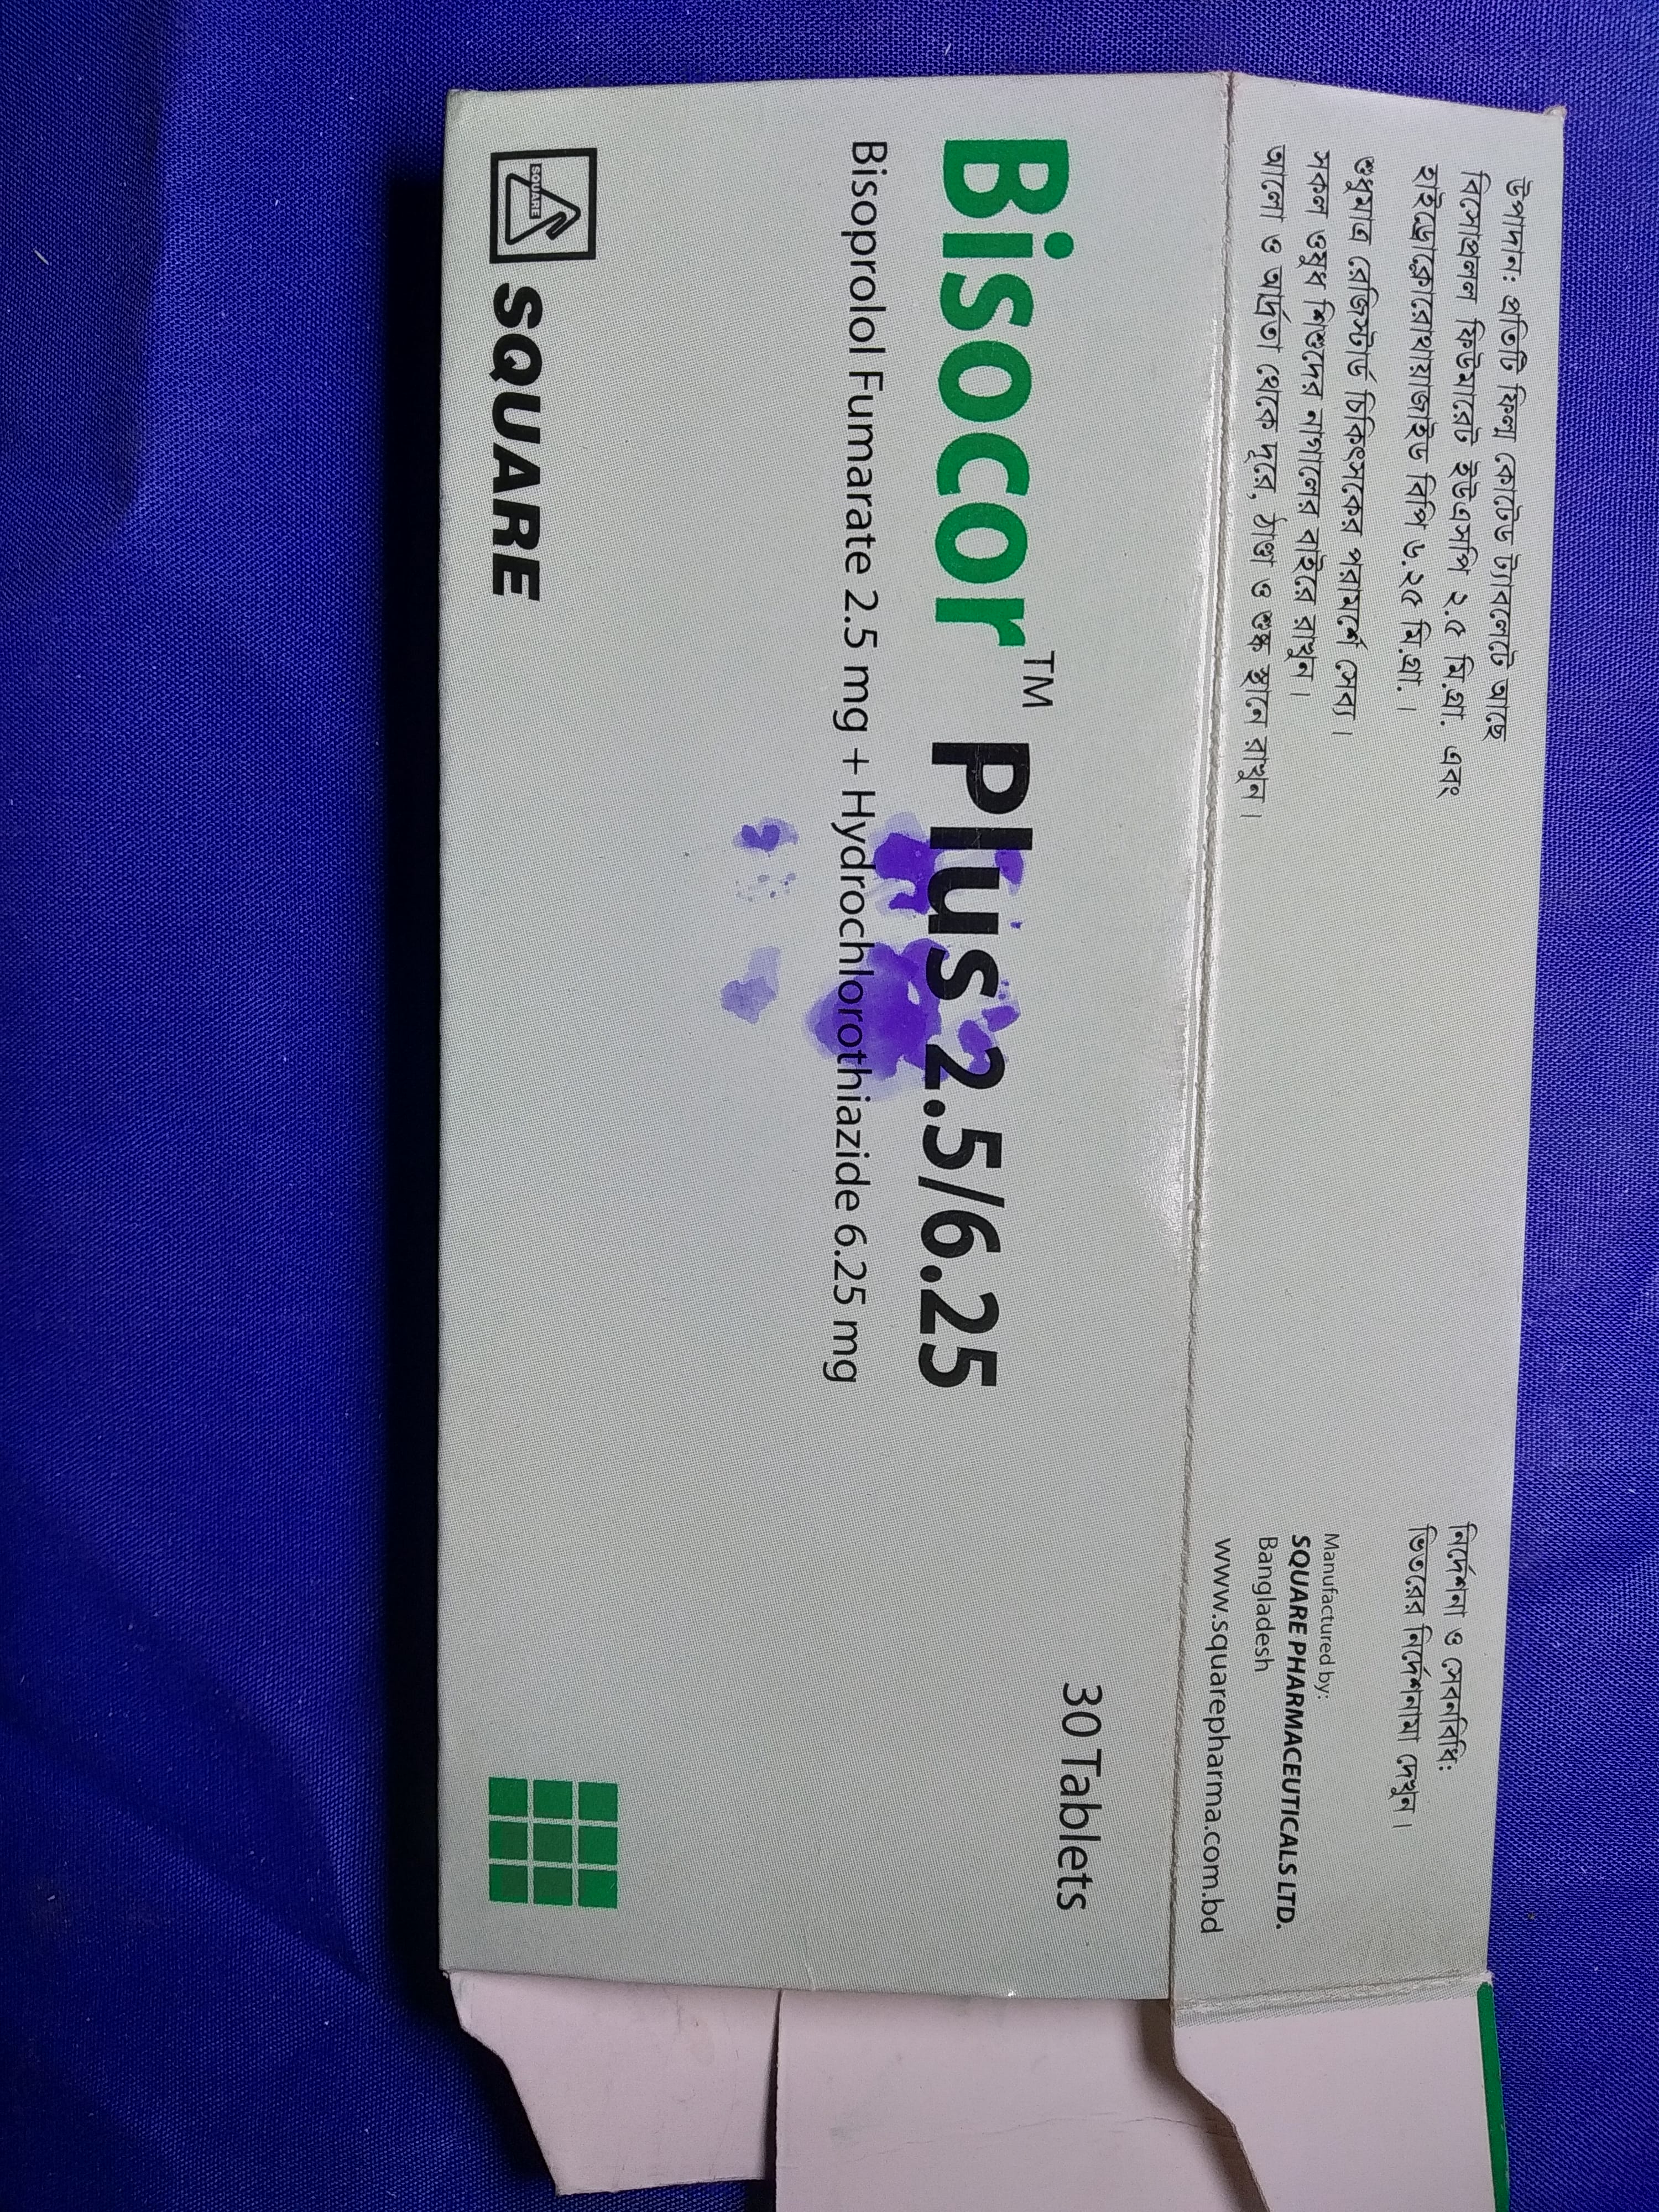 উপাদান: প্রতিটি ফিল্ম কোটেড ট্যাবলেটে আছে
বিসোপ্রলল ফিউমারেট ইউএসপি ২.৫ মি.গ্রা. এবং
হাইড্রোক্লোরোথায়াজাইড বিপি ৬.২৫ মি.গ্রা. ।
শুধুমাত্র রেজিস্টার্ড চিকিৎসকের পরামর্শে সেব্য।
সকল ওষুধ শিশুদের নাগালের বাইরে রাখুন।
আলো ও আর্দ্রতা থেকে দূরে, ঠাণ্ডা ও শুষ্ক স্থানে রাখুন।
নির্দেশনা ও সেবনবিধি:
ভিতরের নির্দেশনামা দেখুন।
Manufactured by:
SQUARE PHARMACEUTICALS LTD.
Bangladesh
www.squarepharma.com.bd
30 Tablets
Bisocor™ Plus 2.5/6.25
Bisoprolol Fumarate 2.5 mg + Hydrochlorothiazide 6.25 mg
SQUARE
SQUARE